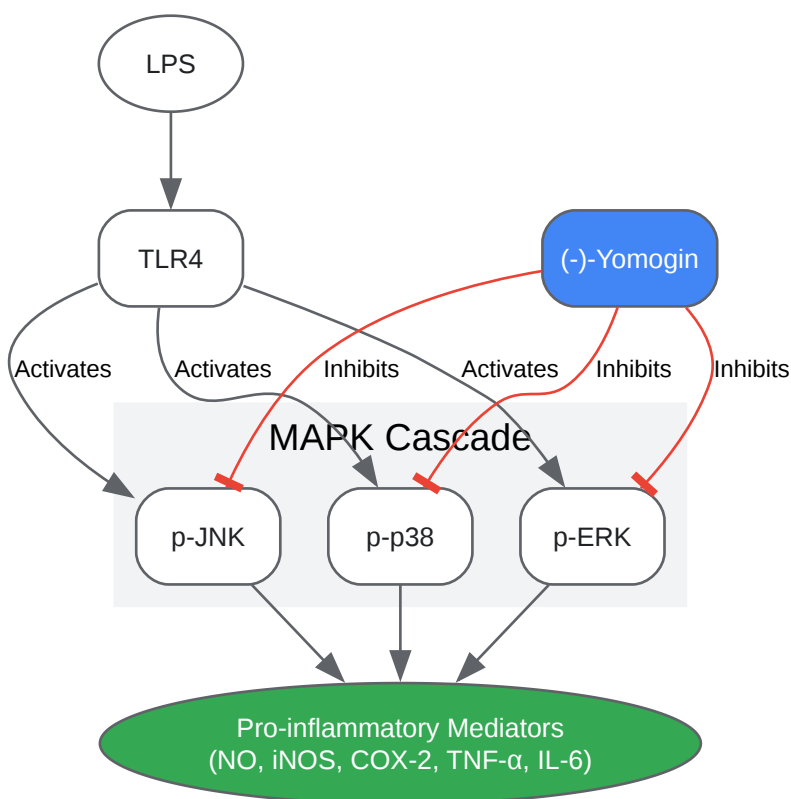 LPS
TLR4
(-)-Yomogin
Activates
Activates
Inhibits
Activates
Inhibits
Inhibits
MAPK Cascade
p-JNK
p-p38
p-ERK
Pro-inflammatory Mediators
(NO, iNOS, COX-2, TNF-α, IL-6)